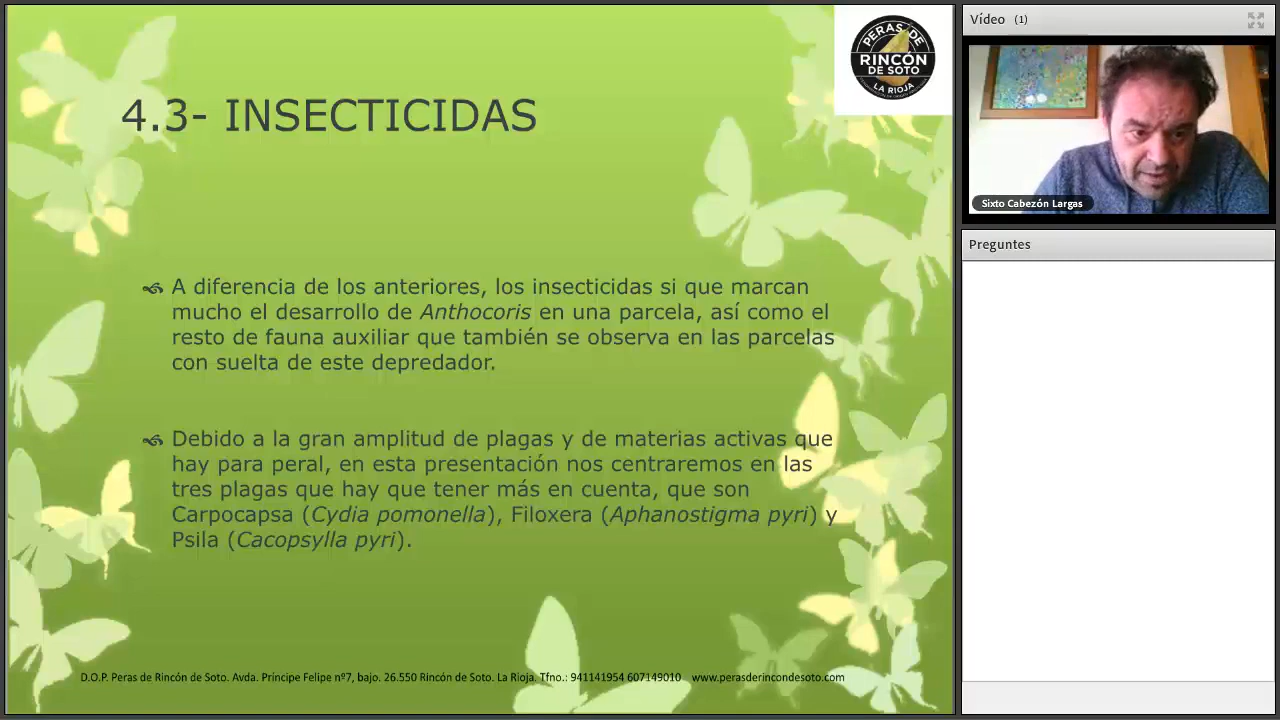 4.3- INSECTICIDAS
PERAS DE
RINCÓN
DE SOTO
LA RIOJA
A diferencia de los anteriores, los insecticidas si que marcan
mucho el desarrollo de Anthocoris en una parcela, así como el
resto de fauna auxiliar que también se observa en las parcelas
con suelta de este depredador.
Debido a la gran amplitud de plagas y de materias activas que
hay para peral, en esta presentación nos centraremos en las
tres plagas que hay que tener más en cuenta, que son
Carpocapsa (Cydia pomonella), Filoxera (Aphanostigma pyri) y
Psila (Cacopsylla pyri).
D.O.P. Peras de Rincón de Soto. Avda. Príncipe Felipe nº7, bajo. 26.550 Rincón de Soto. La Rioja. Tfno.: 941141954 607149010 www.perasderincondesoto.com
Vídeo (1)
Sixto Cabezón Largas
Preguntes